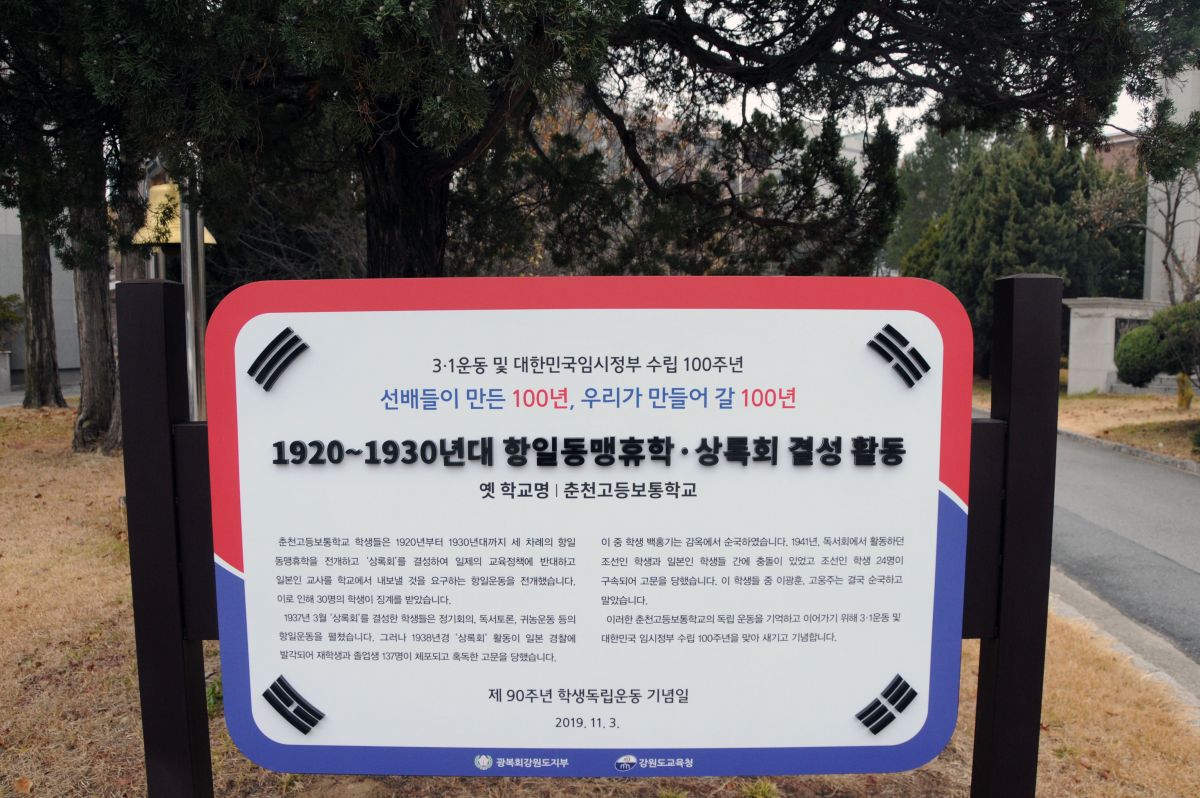 3·1운동 및 대한민국임시정부 수립 100주년
선배들이 만든 100년, 우리가 만들어 갈 100년
1920~1930년대 항일동맹휴학·상록회 결성 활동
옛 학교명 | 춘천고등보통학교
춘천고등보통학교 학생들은 1920년부터 1930년대까지 세 차례의 항일
동맹휴학을 전개하고 '상록회'를 결성하여 일제의 교육정책에 반대하고
일본인 교사를 학교에서 내보낼 것을 요구하는 항일운동을 전개했습니다.
이로 인해 30명의 학생이 징계를 받았습니다.
1937년 3월 '상록회'를 결성한 학생들은 정기회의, 독서토론, 귀농운동 등의
항일운동을 펼쳤습니다. 그러나 1938년경 '상록회' 활동이 일본 경찰에
발각되어 재학생과 졸업생 137명이 체포되고 혹독한 고문을 당했습니다.
이 중 학생 백흥기는 감옥에서 순국하였습니다. 1941년, 독서회에서 활동하던
조선인 학생과 일본인 학생들 간에 충돌이 있었고 조선인 학생 24명이
구속되어 고문을 당했습니다. 이 학생들 중 이광훈, 고웅주는 결국 순국하고
말았습니다.
이러한 춘천고등보통학교의 독립 운동을 기억하고 이어가기 위해 3·1운동 및
대한민국 임시정부 수립 100주년을 맞아 새기고 기념합니다.
제 90주년 학생독립운동 기념일
2019. 11. 3.
광복회강원도지부 강원도교육청